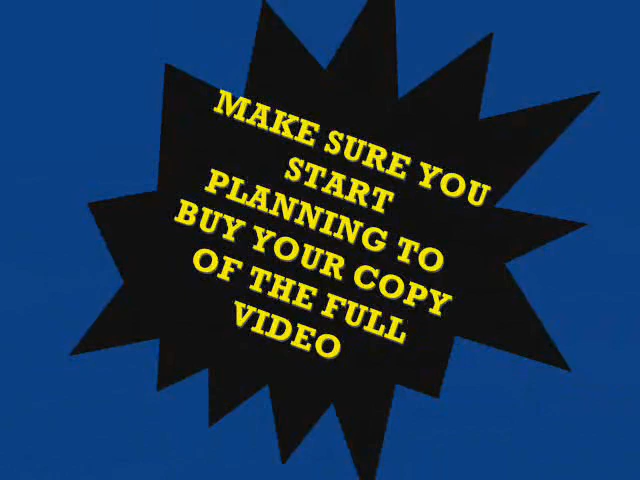 MAKE SURE YOU
START
PLANNING TO
BUY YOUR COPY
OF THE FULL
VIDEO